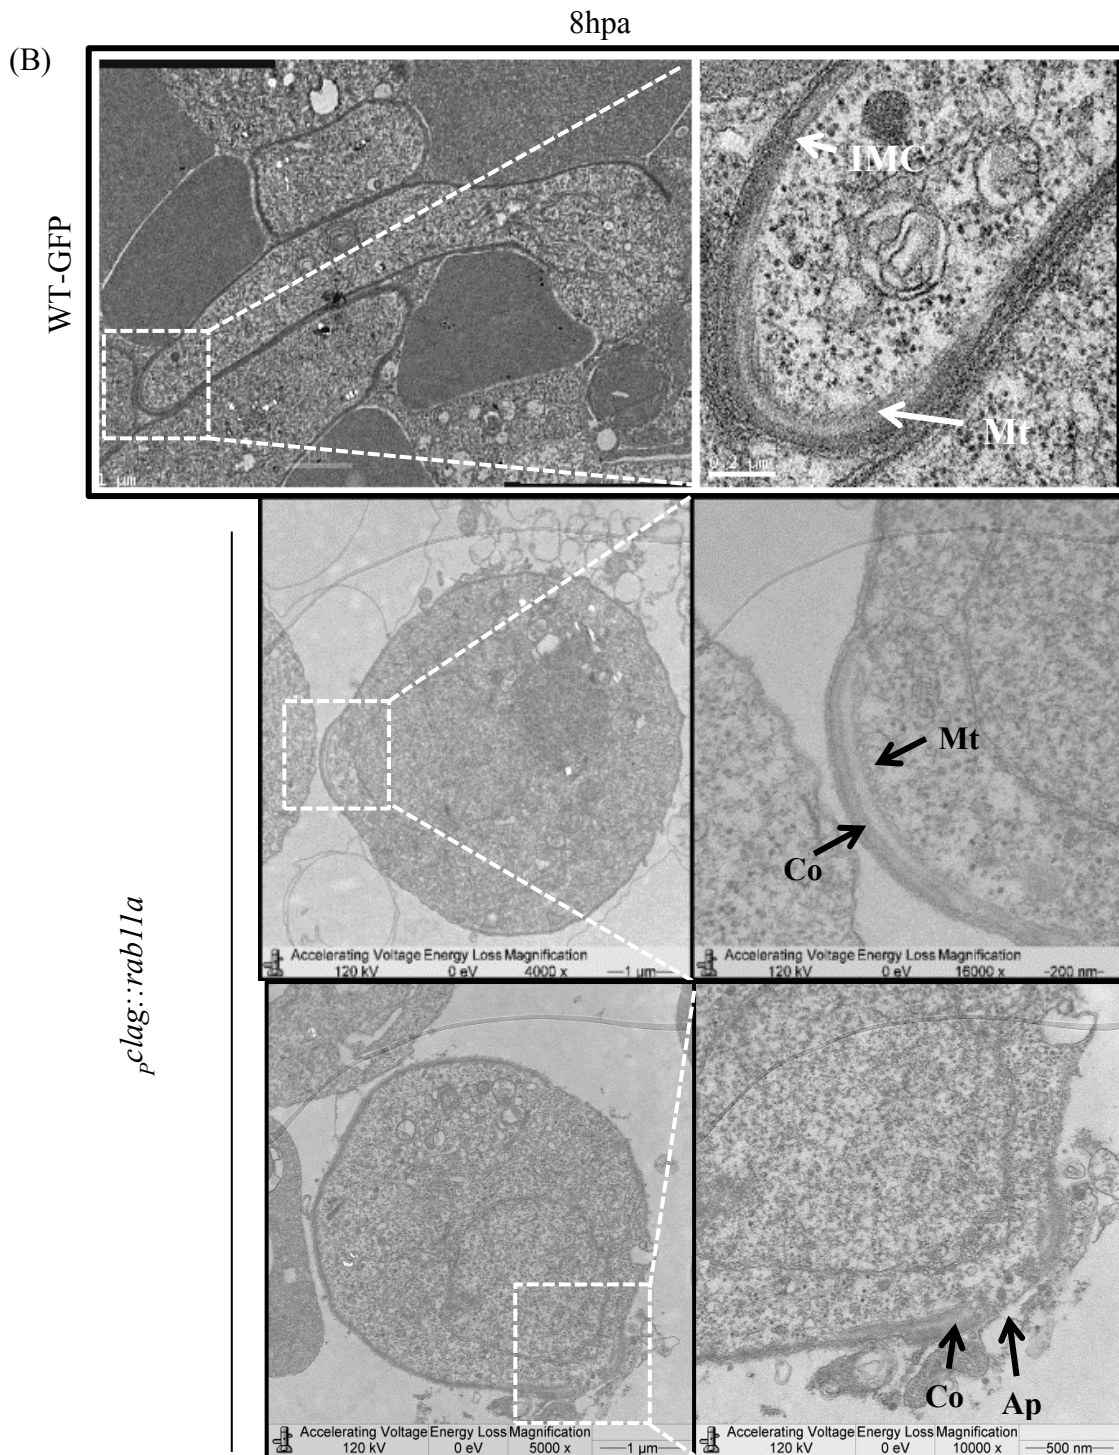 8hpa
(B)
WT-GFP
IMC
Mt
1 μm
0.2 μm
pclag::rab11a
Mt
Co
Accelerating Voltage Energy Loss Magnification
120 kV 0 eV 4000 x —1 μm—
Accelerating Voltage Energy Loss Magnification
120 kV 0 eV 16000 x -200 nm-
Co
Ap
Accelerating Voltage Energy Loss Magnification
120 kV 0 eV 5000 x —1 μm—
Accelerating Voltage Energy Loss Magnification
120 kV 0 eV 10000 x —500 nm—